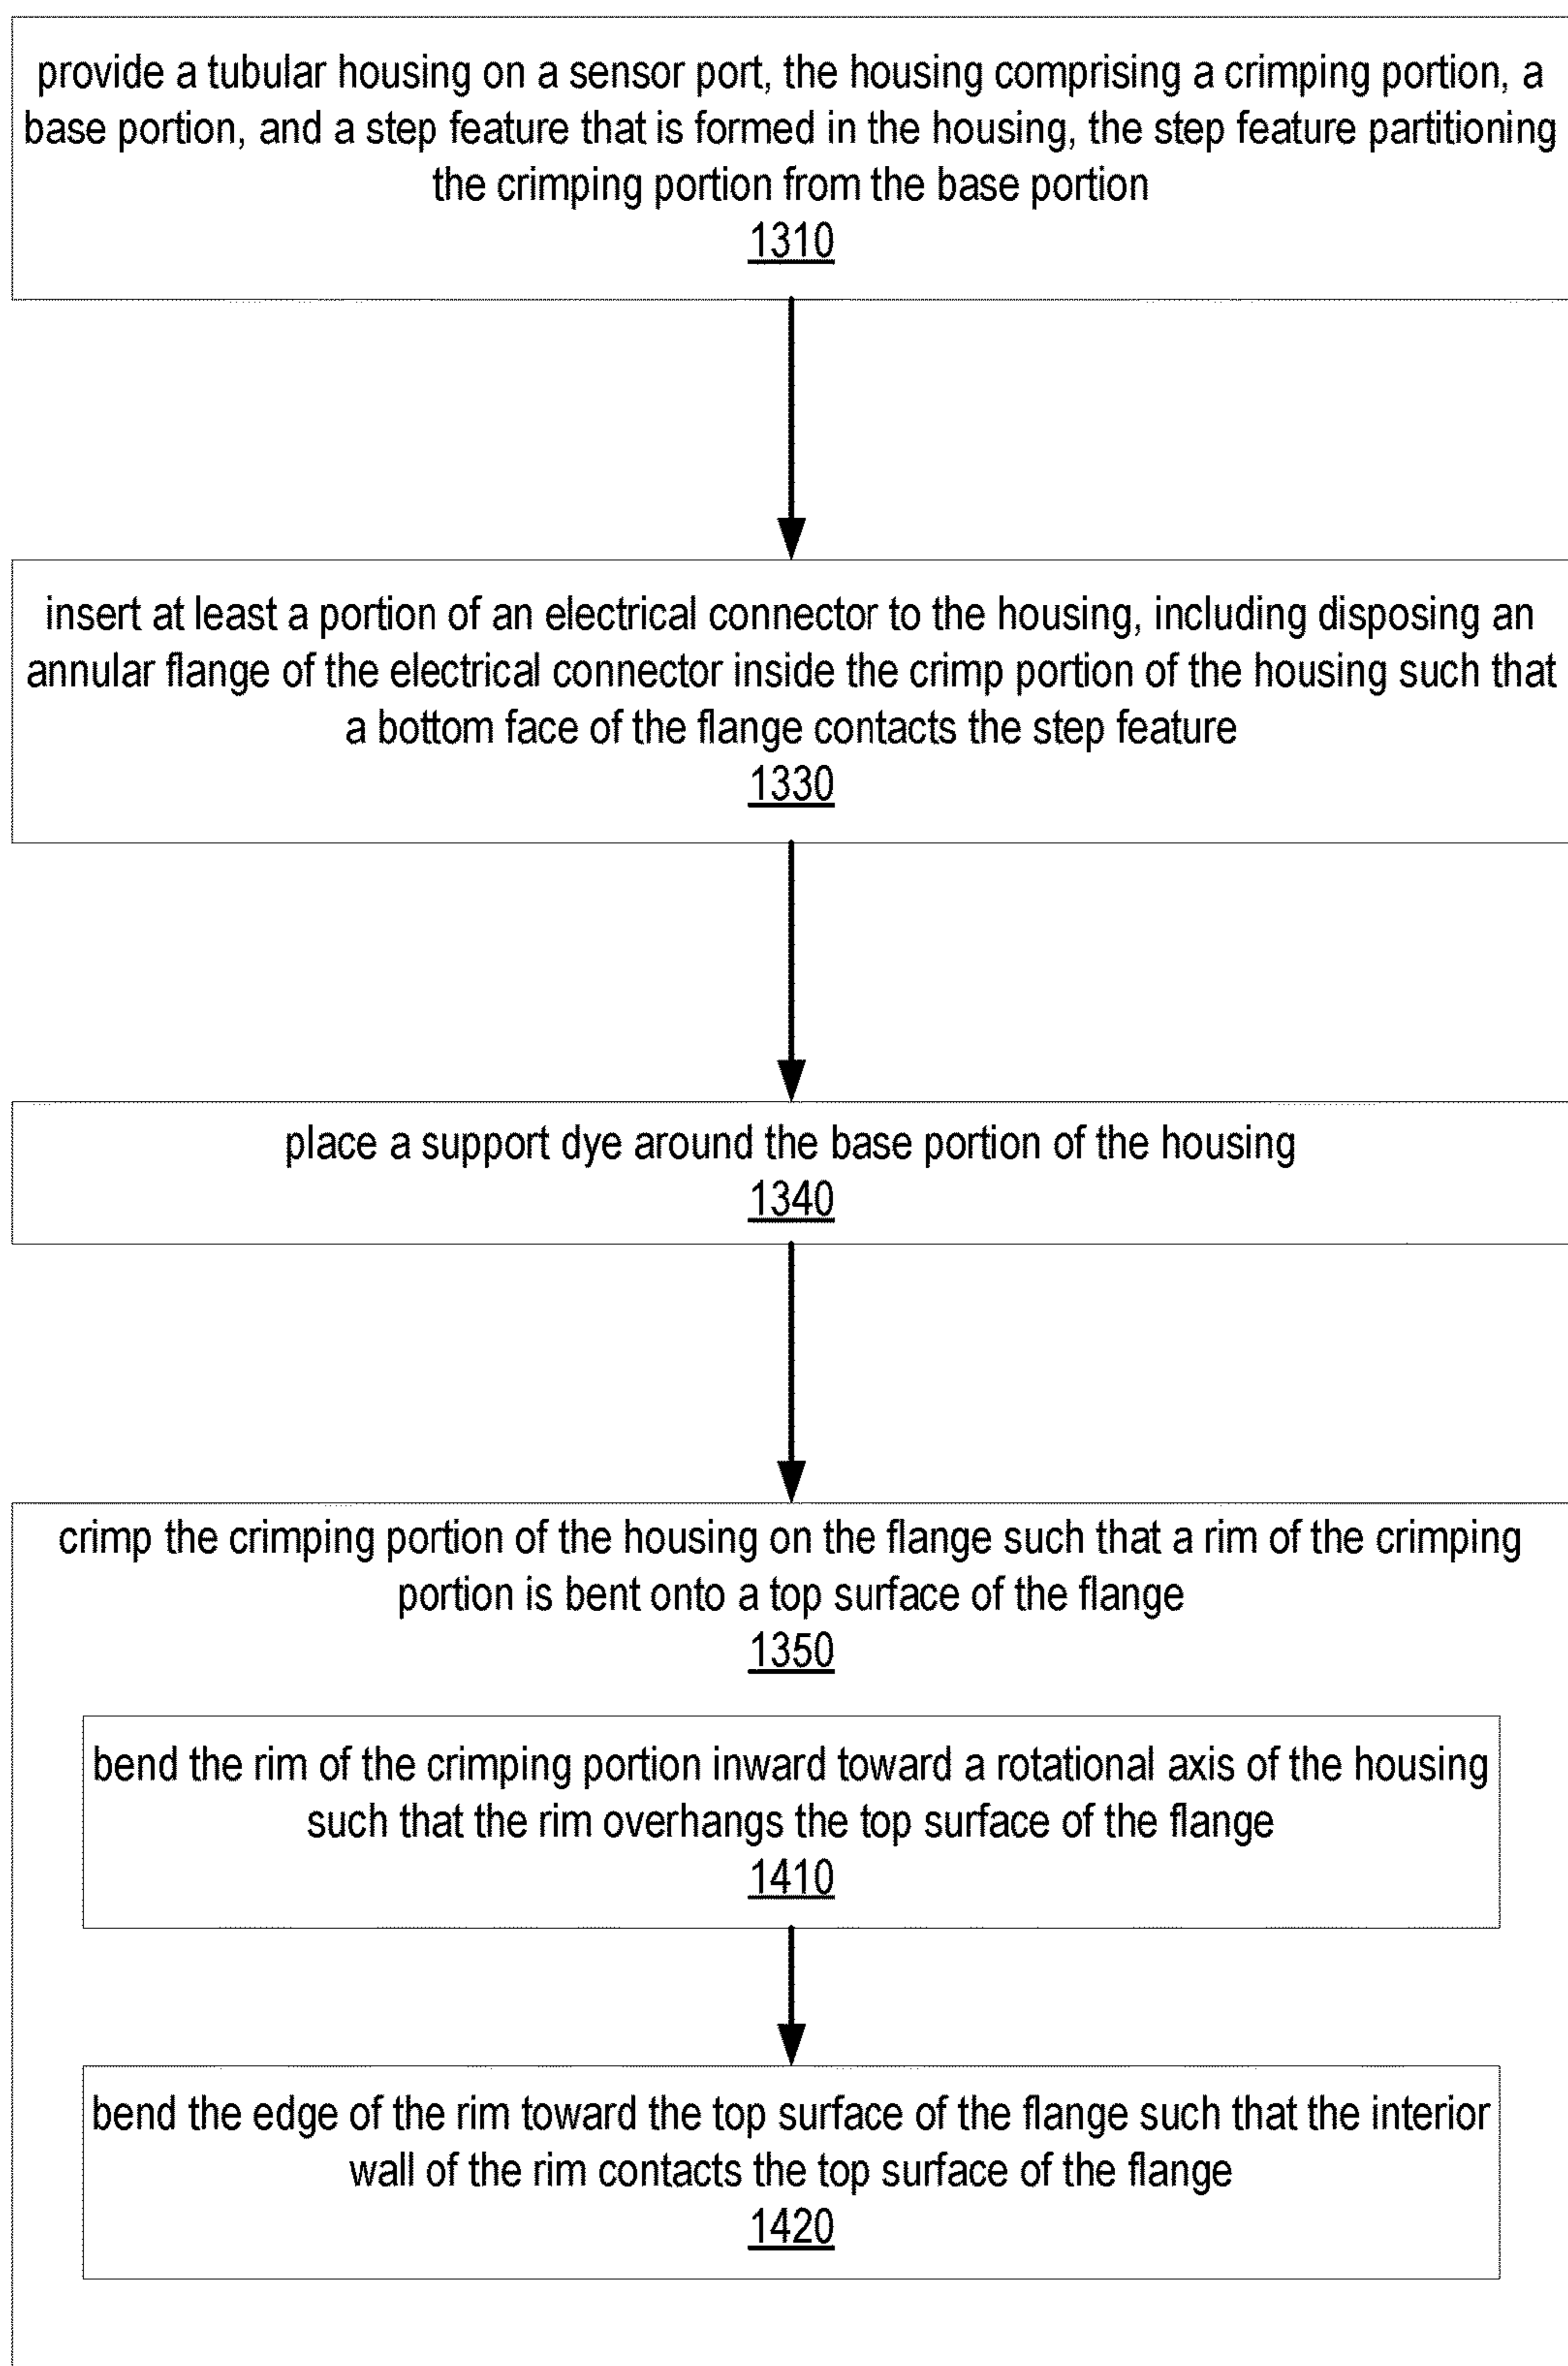 provide a tubular housing on a sensor port, the housing comprising a crimping portion, a
base portion, and a step feature that is formed in the housing, the step feature partitioning
the crimping portion from the base portion
1310
insert at least a portion of an electrical connector to the housing, including disposing an
annular flange of the electrical connector inside the crimp portion of the housing such that
a bottom face of the flange contacts the step feature
1330
place a support dye around the base portion of the housing
1340
crimp the crimping portion of the housing on the flange such that a rim of the crimping
portion is bent onto a top surface of the flange
1350
bend the rim of the crimping portion inward toward a rotational axis of the housing
such that the rim overhangs the top surface of the flange
1410
bend the edge of the rim toward the top surface of the flange such that the interior
wall of the rim contacts the top surface of the flange
1420